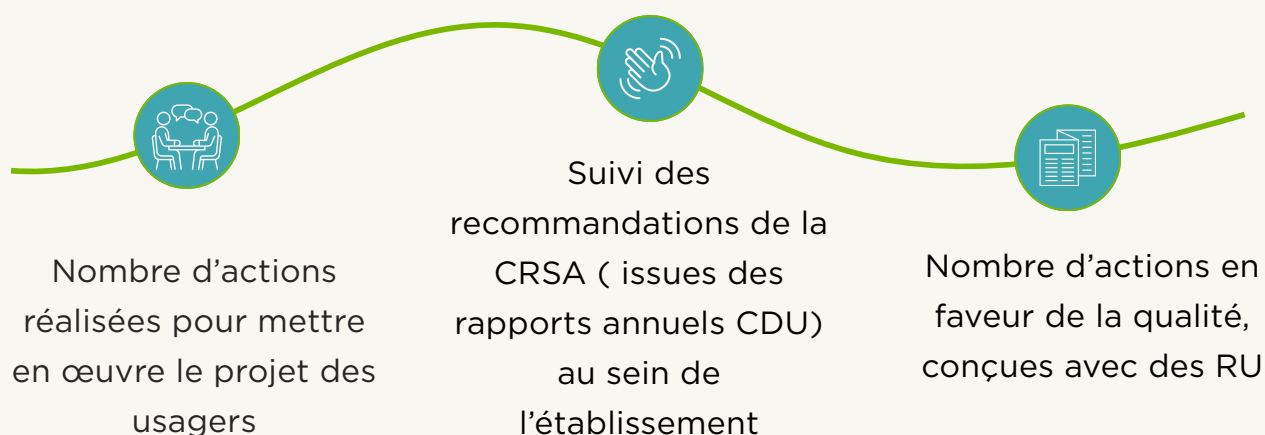 Nombre d’actions
réalisées pour mettre
en œuvre le projet des
usagers
Suivi des
recommandations de la
CRSA ( issues des
rapports annuels CDU)
au sein de
l’établissement
Nombre d’actions en
faveur de la qualité,
conçues avec des RU